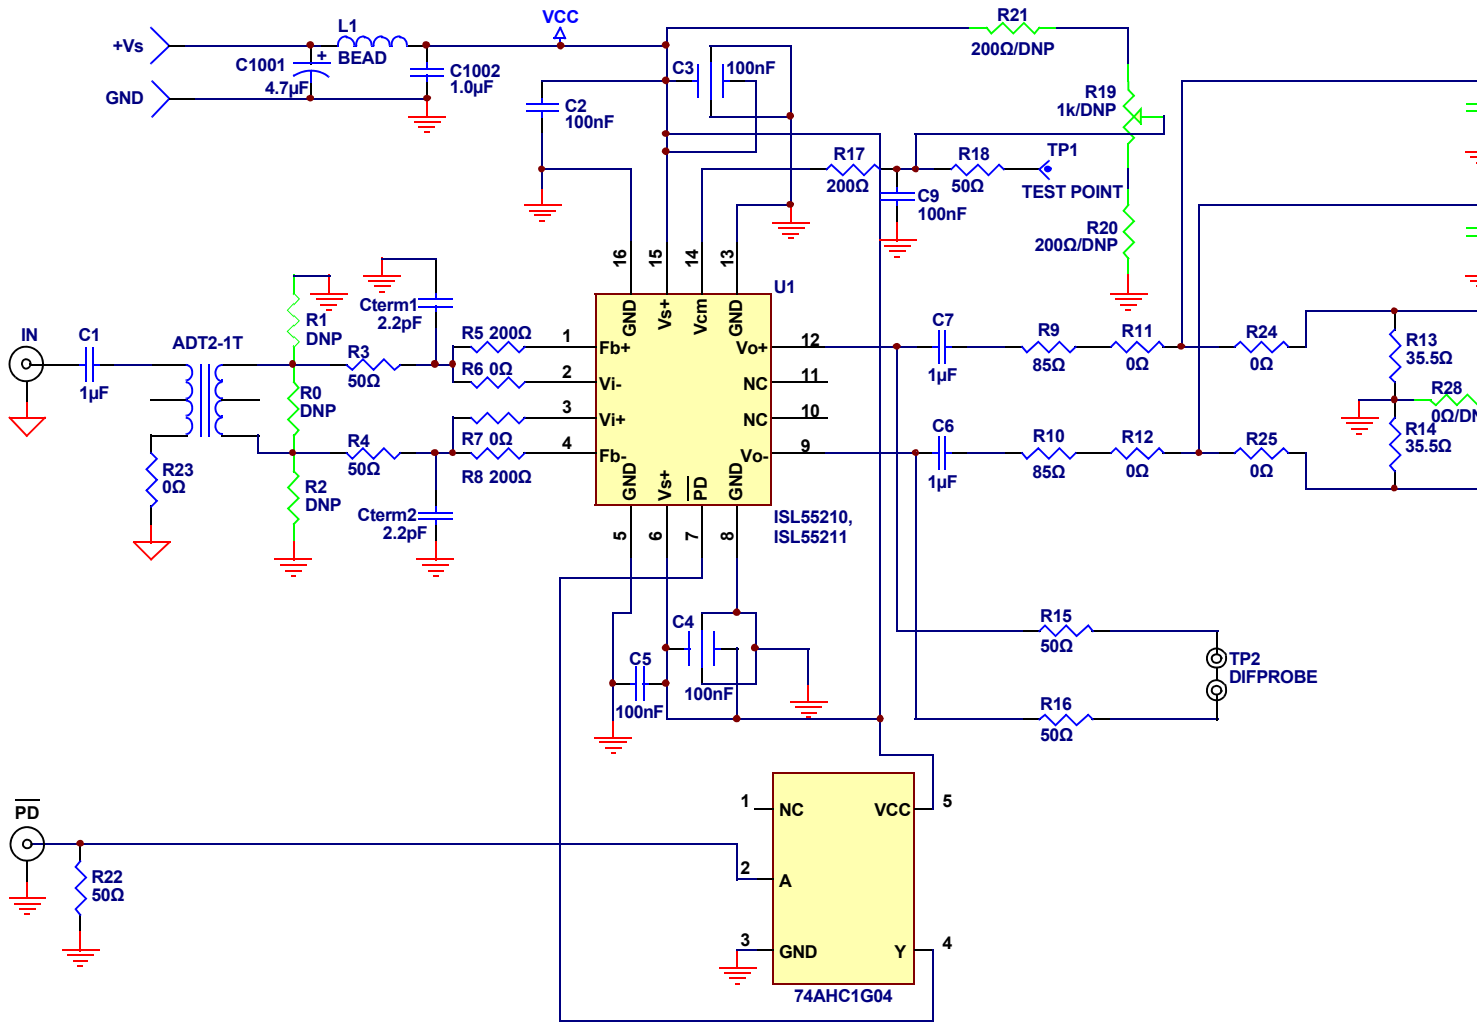 +Vs
GND
C1001
4.7µF
+
L1
BEAD
C1002
1.0µF
VCC
C2
100nF
C3
100nF
R21
200Ω/DNP
R19
1k/DNP
R17
200Ω
C9
100nF
R18
50Ω
TP1
TEST POINT
R20
200Ω/DNP
IN
C1
1µF
ADT2-1T
R23
0Ω
R1
DNP
R0
DNP
R2
DNP
R3
50Ω
R4
50Ω
Cterm1
2.2pF
Cterm2
2.2pF
R5 200Ω
R6 0Ω
R7 0Ω
R8 200Ω
16
15
14
13
U1
GND
Vs+
Vcm
GND
1
Fb+
2
Vi-
3
Vi+
4
Fb-
Vo+
12
NC
11
NC
10
Vo-
9
GND
Vs+
PD
GND
5
6
7
8
ISL55210,
ISL55211
C7
1µF
C6
1µF
R9
85Ω
R10
85Ω
R11
0Ω
R12
0Ω
R24
0Ω
R25
0Ω
R13
35.5Ω
R28
0Ω/DN
R14
35.5Ω
C5
100nF
C4
100nF
R15
50Ω
R16
50Ω
TP2
DIFPROBE
PD
R22
50Ω
1
NC
VCC
5
2
A
3
GND
Y
4
74AHC1G04